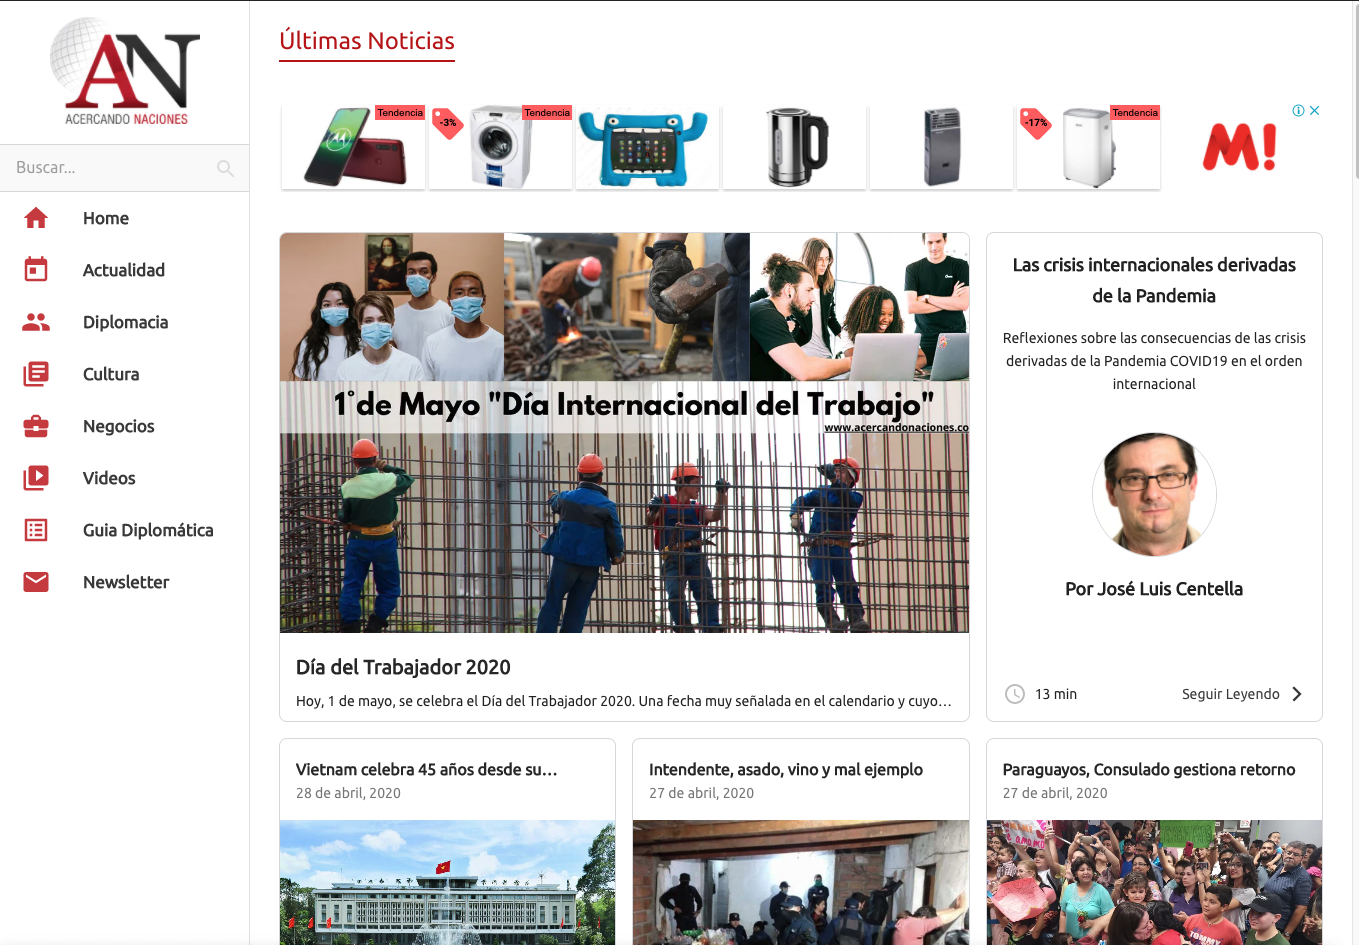 AN
ACERCANDO NACIONES
Buscar...
Home
Actualidad
Diplomacia
Cultura
Negocios
Videos
Guia Diplomática
Newsletter
Últimas Noticias
Tendencia
-3%
Tendencia
-17%
Tendencia
M!
1°de Mayo "Día Internacional del Trabajo"
www.acercandonaciones.co
Día del Trabajador 2020
Hoy, 1 de mayo, se celebra el Día del Trabajador 2020. Una fecha muy señalada en el calendario y cuyo...
Las crisis internacionales derivadas
de la Pandemia
Reflexiones sobre las consecuencias de las crisis
derivadas de la Pandemia COVID19 en el orden
internacional
Por José Luis Centella
13 min
Seguir Leyendo
Vietnam celebra 45 años desde su...
28 de abril, 2020
Intendente, asado, vino y mal ejemplo
27 de abril, 2020
Paraguayos, Consulado gestiona retorno
27 de abril, 2020
TOMMY